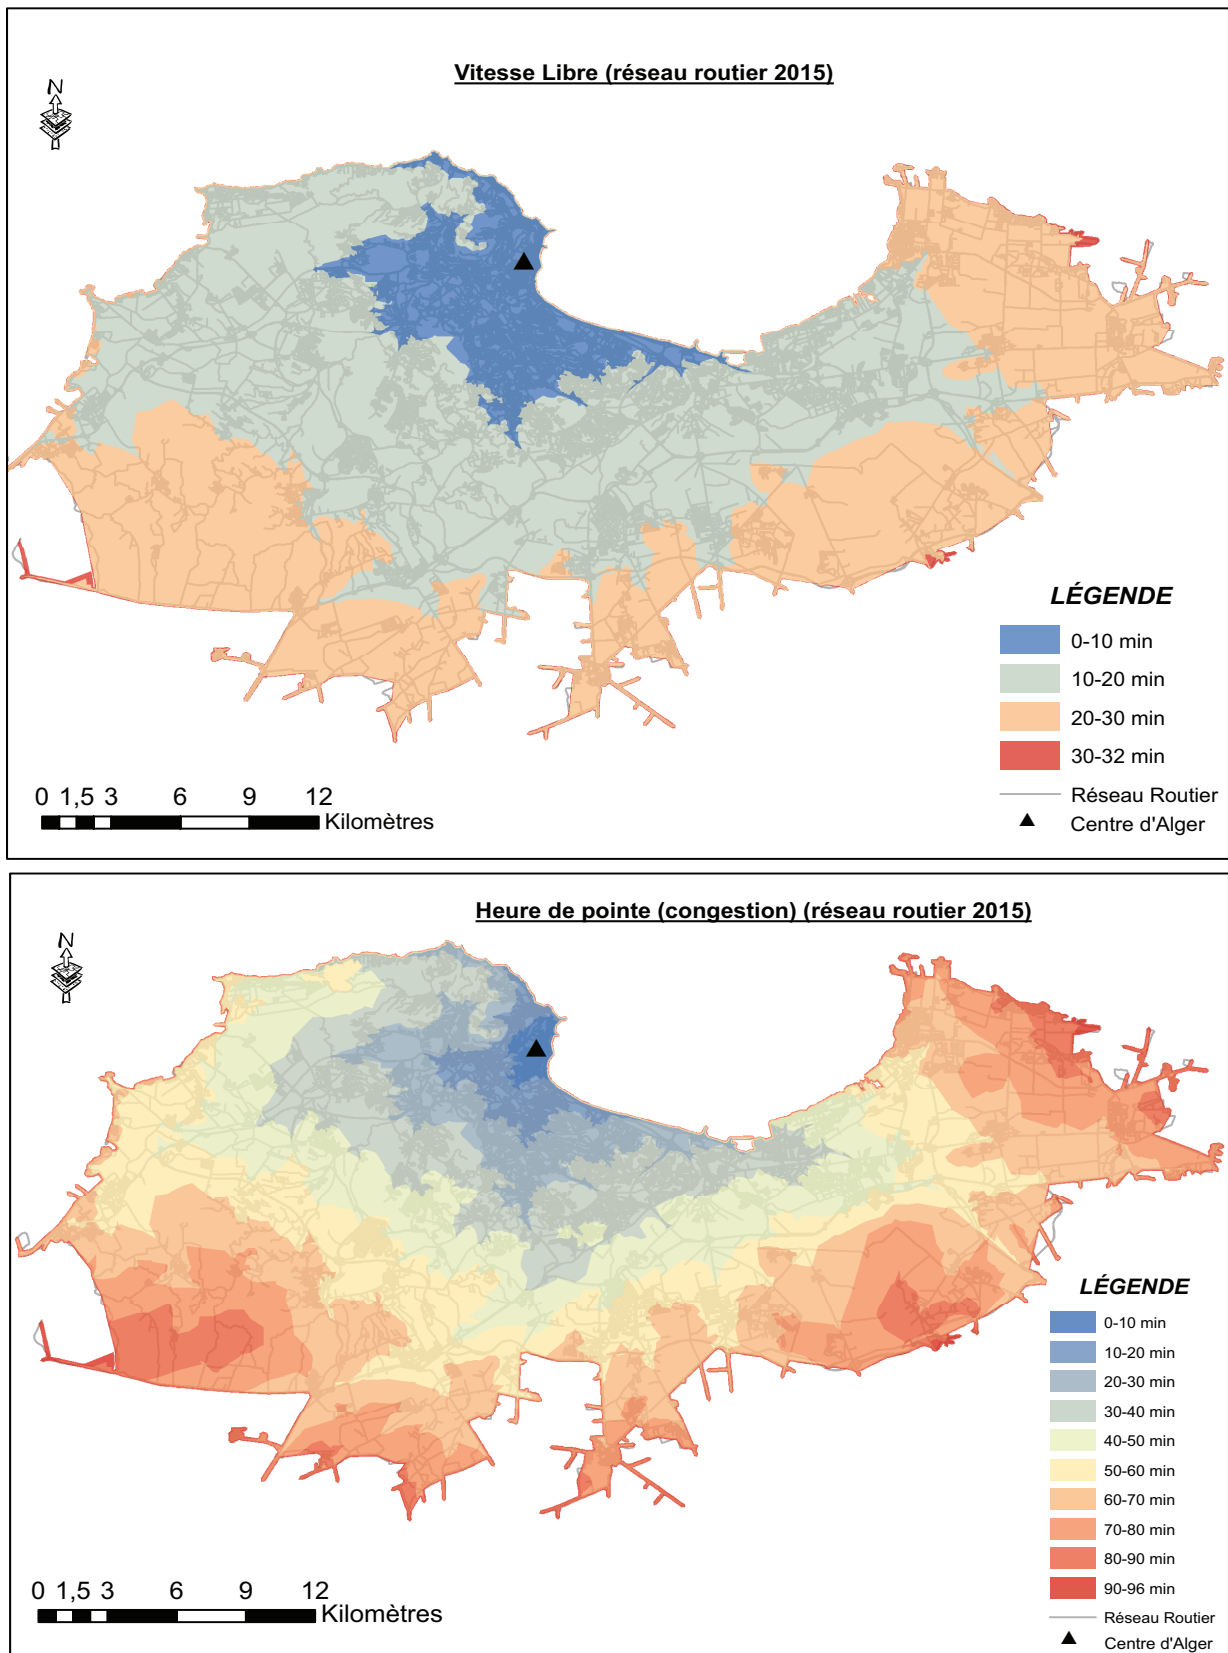 Vitesse Libre (réseau routier 2015)
N
LÉGENDE
0-10 min
10-20 min
20-30 min
30-32 min
Réseau Routier
Centre d'Alger
0 1,5 3 6 9 12
Kilomètres
Heure de pointe (congestion) (réseau routier 2015)
N
LÉGENDE
0-10 min
10-20 min
20-30 min
30-40 min
40-50 min
50-60 min
60-70 min
70-80 min
80-90 min
90-96 min
Réseau Routier
Centre d'Alger
0 1,5 3 6 9 12
Kilomètres